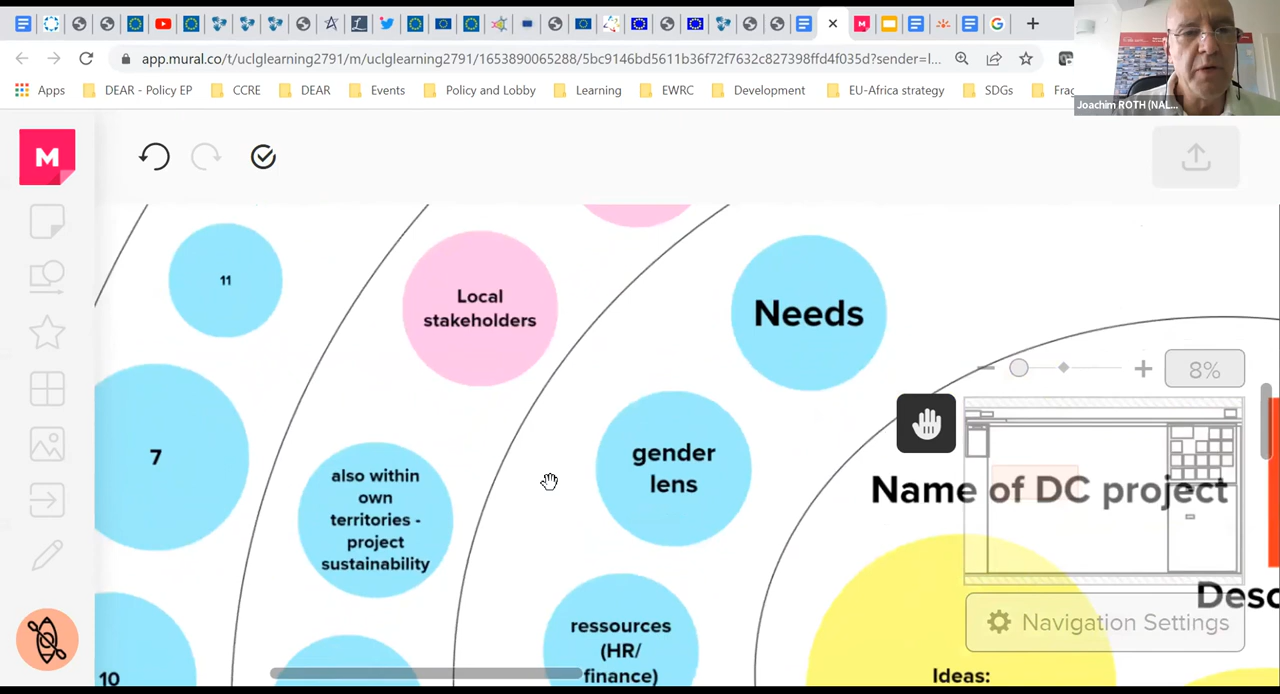 app.mural.co/t/uclglearning2791/m/uclglearning2791/1653890065288/5bc9146bd5611b36f72f7632c827398ffd4f035d?sender=I...
Apps DEAR - Policy EP CCRE DEAR Events Policy and Lobby Learning EWRC Development EU-Africa strategy SDGs Frag
Joachim ROTH (NAL...
M
11
Local
stakeholders
Needs
8%
7
also within
own
territories -
project
sustainability
gender
lens
Name of DC project
Desc
Navigation Settings
ressources
(HR/
finance)
10
Ideas: